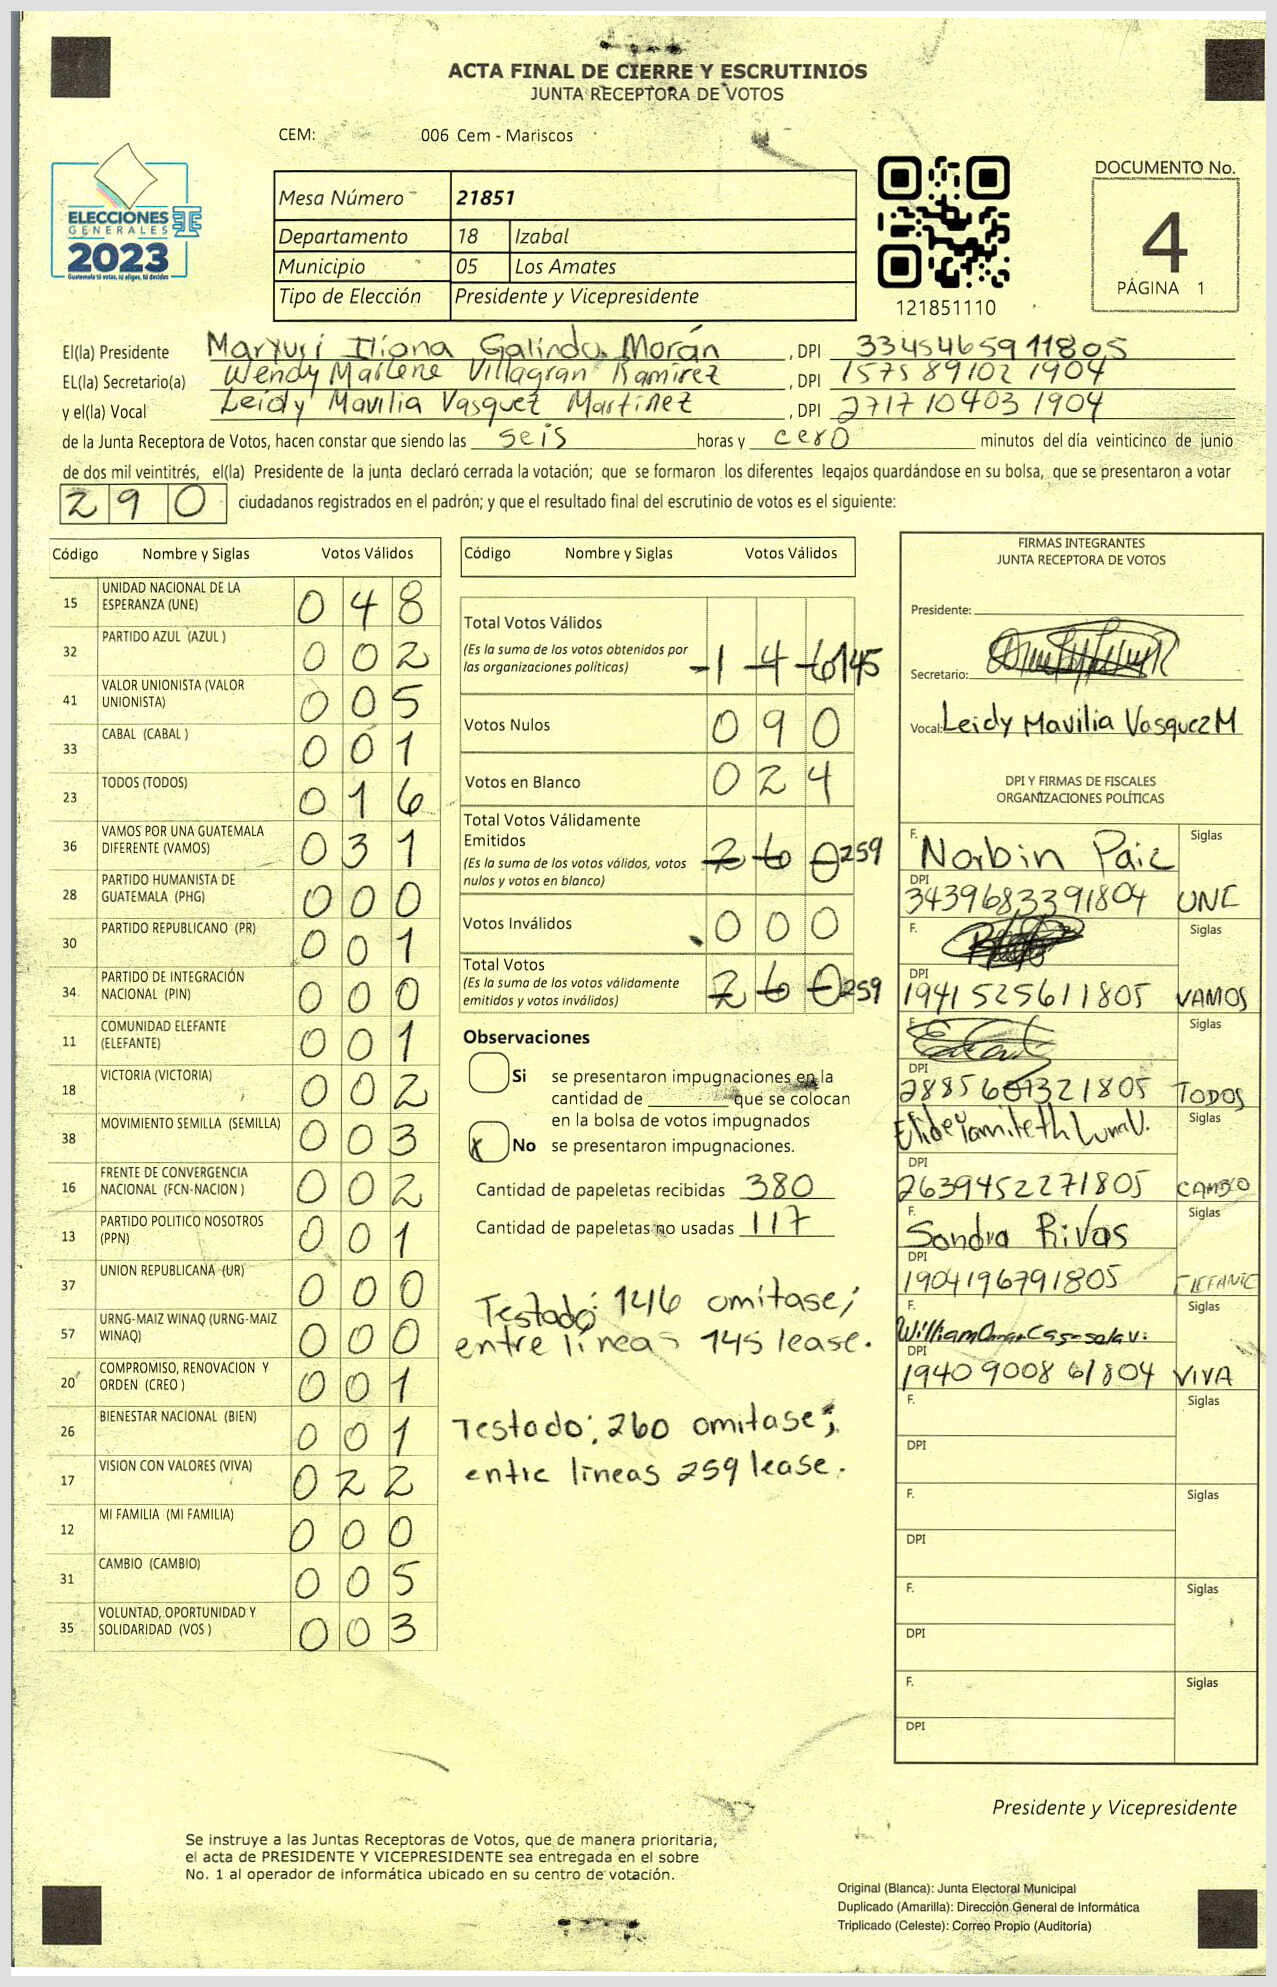 ACTA FINAL DE CIERRE Y ESCRUTINIOS
JUNTA RECEPTORA DE VOTOS
CEM: 006 Cem - Mariscos
ELECCIONES
GENERALES
2023
Guatemala tú votas, tú eliges, tú decides
Mesa Número 21851
Departamento 18 Izabal
Municipio 05 Los Amates
Tipo de Elección Presidente y Vicepresidente
121851110
DOCUMENTO No.
4
PÁGINA 1
El(la) Presidente Maryuri Iliana Galindo Morán , DPI 3345465911805
EL(la) Secretario(a) Wendy Marlene Villagran Ramirez , DPI 1575891021904
y el(la) Vocal Leidy Mavilia Vasquez Martinez , DPI 2717104031904
de la Junta Receptora de Votos, hacen constar que siendo las seis horas y cero minutos del día veinticinco de junio
de dos mil veintitrés, el(la) Presidente de la junta declaró cerrada la votación; que se formaron los diferentes legajos quardándose en su bolsa, que se presentaron a votar
290 ciudadanos registrados en el padrón; y que el resultado final del escrutinio de votos es el siguiente:
Código Nombre y Siglas Votos Válidos
15 UNIDAD NACIONAL DE LA ESPERANZA (UNE) 048
32 PARTIDO AZUL (AZUL ) 002
41 VALOR UNIONISTA (VALOR UNIONISTA) 005
33 CABAL (CABAL ) 001
23 TODOS (TODOS) 016
36 VAMOS POR UNA GUATEMALA DIFERENTE (VAMOS) 031
28 PARTIDO HUMANISTA DE GUATEMALA (PHG) 000
30 PARTIDO REPUBLICANO (PR) 001
34 PARTIDO DE INTEGRACIÓN NACIONAL (PIN) 000
11 COMUNIDAD ELEFANTE (ELEFANTE) 001
18 VICTORIA (VICTORIA) 002
38 MOVIMIENTO SEMILLA (SEMILLA) 003
16 FRENTE DE CONVERGENCIA NACIONAL (FCN-NACION ) 002
13 PARTIDO POLITICO NOSOTROS (PPN) 001
37 UNION REPUBLICANA (UR) 000
57 URNG-MAIZ WINAQ (URNG-MAIZ WINAQ) 000
20 COMPROMISO, RENOVACION Y ORDEN (CREO ) 001
26 BIENESTAR NACIONAL (BIEN) 001
17 VISION CON VALORES (VIVA) 022
12 MI FAMILIA (MI FAMILIA) 000
31 CAMBIO (CAMBIO) 005
35 VOLUNTAD, OPORTUNIDAD Y SOLIDARIDAD (VOS ) 003
Código Nombre y Siglas Votos Válidos
Total Votos Válidos
(Es la suma de los votos obtenidos por
las organizaciones políticas) 146 145
Votos Nulos 090
Votos en Blanco 024
Total Votos Válidamente
Emitidos
(Es la suma de los votos válidos, votos
nulos y votos en blanco) 260 259
Votos Inválidos 000
Total Votos
(Es la suma de los votos válidamente
emitidos y votos inválidos) 260 259
Observaciones
Si se presentaron impugnaciones en la
cantidad de que se colocan
en la bolsa de votos impugnados
X No se presentaron impugnaciones.
Cantidad de papeletas recibidas 380
Cantidad de papeletas no usadas 117
Testado: 146 omitase;
entre líneas 145 lease.
Testado: 260 omitase;
entre lineas 259 lease.
FIRMAS INTEGRANTES
JUNTA RECEPTORA DE VOTOS
Presidente:
Secretario:
Vocal: Leidy Mavilia Vasquez M
DPI Y FIRMAS DE FISCALES
ORGANIZACIONES POLÍTICAS
F. Norbin Paiz Siglas
DPI 3439683391804 UNE
F. Siglas
DPI 1941525611805 VAMOS
F. Siglas
DPI 2885601321805 TODOS
Siglas
DPI 2639452271805 CAMBIO
F. Sandra Rivas Siglas
DPI 1904196791805 ELEFANTE
F. William Siglas
DPI 1940900861804 VIVA
F. Siglas
DPI
F. Siglas
DPI
F. Siglas
DPI
F. Siglas
DPI
Presidente y Vicepresidente
Se instruye a las Juntas Receptoras de Votos, que de manera prioritaria,
el acta de PRESIDENTE Y VICEPRESIDENTE sea entregada en el sobre
No. 1 al operador de informática ubicado en su centro de votación.
Original (Blanca): Junta Electoral Municipal
Duplicado (Amarilla): Dirección General de Informática
Triplicado (Celeste): Correo Propio (Auditoría)